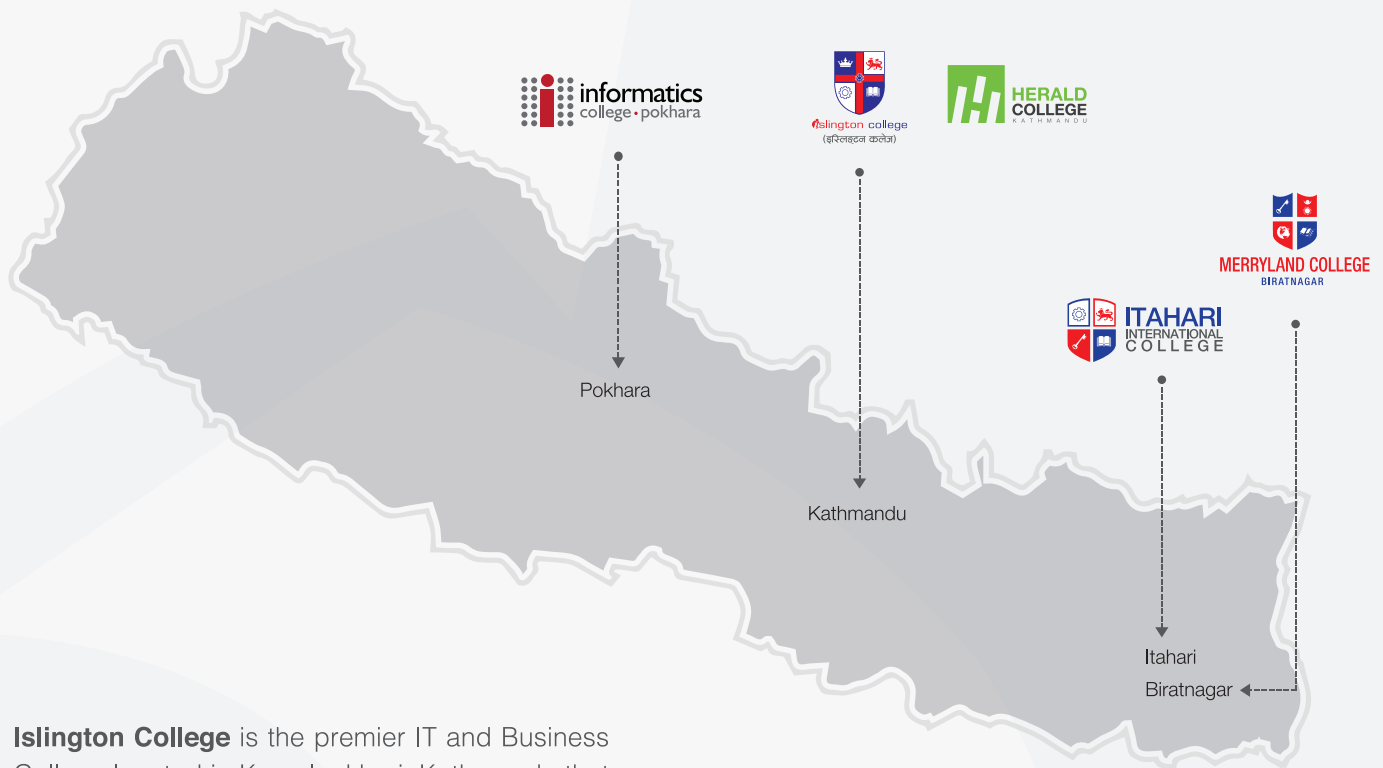 informatics
college • pokhara
islington college
(इस्लिङ्टन कलेज)
HERALD
COLLEGE
KATHMANDU
MERRYLAND COLLEGE
BIRATNAGAR
ITAHARI
INTERNATIONAL
COLLEGE
Pokhara
Kathmandu
Itahari
Biratnagar
Islington College is the premier IT and Business